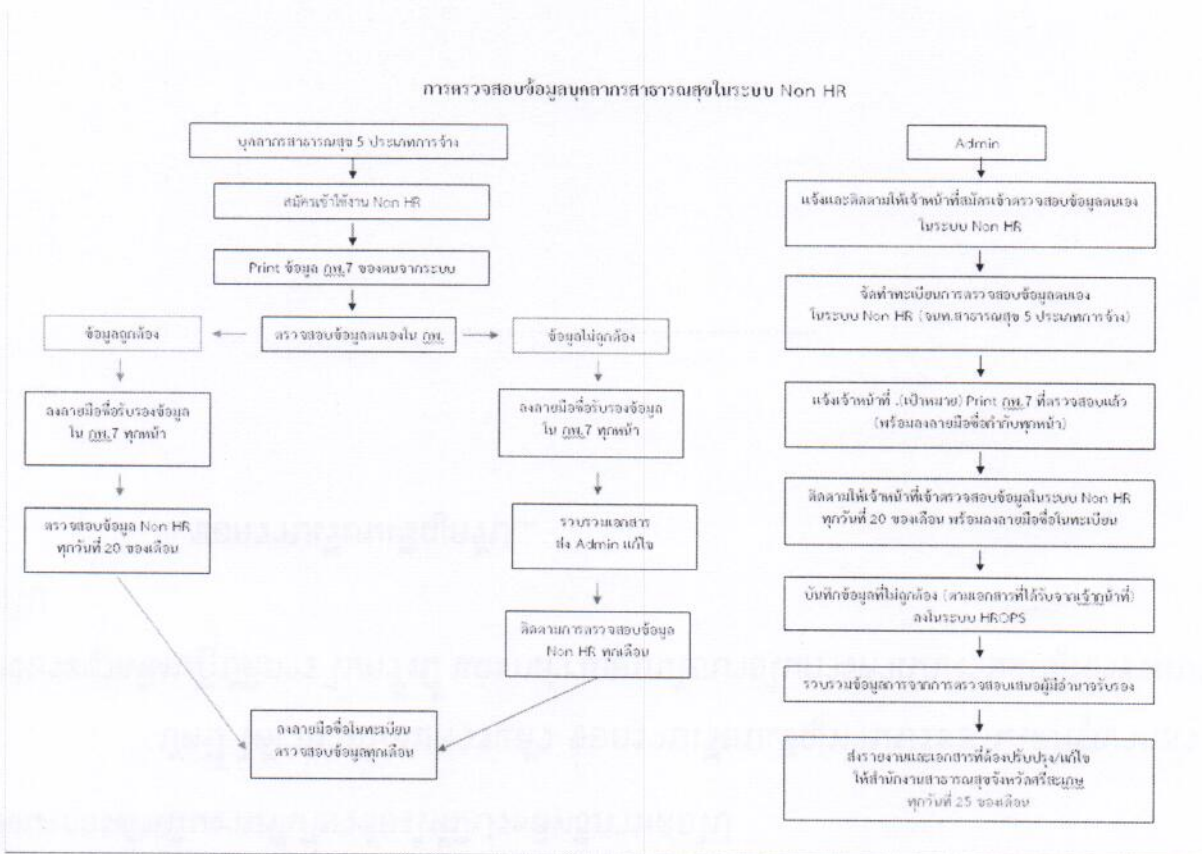 การตรวจสอบข้อมูลบุคลากรสาธารณสุขในระบบ Non HR
บุคลากรสาธารณสุข 5 ประเภทการจ้าง
สมัครเข้าใช้งาน Non HR
Print ข้อมูล กพ.7 ของตนจากระบบ
ตรวจสอบข้อมูลตนเองใน กพ.
ข้อมูลถูกต้อง
ลงลายมือชื่อรับรองข้อมูล
ใน กพ.7 ทุกหน้า
ตรวจสอบข้อมูล Non HR
ทุกวันที่ 20 ของเดือน
ข้อมูลไม่ถูกต้อง
ลงลายมือชื่อรับรองข้อมูล
ใน กพ.7 ทุกหน้า
รวบรวมเอกสาร
ส่ง Admin แก้ไข
ติดตามการตรวจสอบข้อมูล
Non HR ทุกเดือน
ลงลายมือชื่อในทะเบียน
ตรวจสอบข้อมูลทุกเดือน
Admin
แจ้งและติดตามให้เจ้าหน้าที่สมัครเข้าตรวจสอบข้อมูลตนเอง
ในระบบ Non HR
จัดทำทะเบียนการตรวจสอบข้อมูลตนเอง
ในระบบ Non HR (จนท.สาธารณสุข 5 ประเภทการจ้าง)
แจ้งเจ้าหน้าที่ .(เป้าหมาย) Print กพ.7 ที่ตรวจสอบแล้ว
(พร้อมลงลายมือชื่อกำกับทุกหน้า)
ติดตามให้เจ้าหน้าที่เข้าตรวจสอบข้อมูลในระบบ Non HR
ทุกวันที่ 20 ของเดือน พร้อมลงลายมือชื่อในทะเบียน
บันทึกข้อมูลที่ไม่ถูกต้อง (ตามเอกสารที่ได้รับจากเจ้าหน้าที่)
ลงในระบบ HROPS
รวบรวมข้อมูลการจากการตรวจสอบเสนอผู้มีอำนาจรับรอง
ส่งรายงานและเอกสารที่ต้องปรับปรุง/แก้ไข
ให้สำนักงานสาธารณสุขจังหวัดศรีสะเกษ
ทุกวันที่ 25 ของเดือน